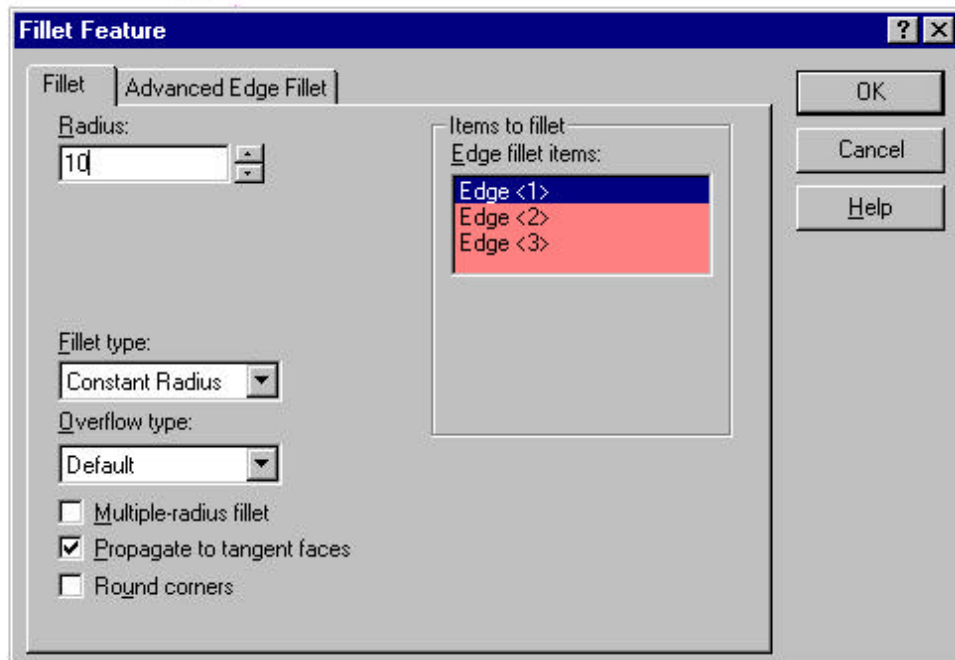 Fillet Feature
Fillet
Advanced Edge Fillet
Radius:
10
Items to fillet
Edge fillet items:
Edge <1>
Edge <2>
Edge <3>
OK
Cancel
Help
Fillet type:
Constant Radius
Overflow type:
Default
Multiple-radius fillet
Propagate to tangent faces
Round corners